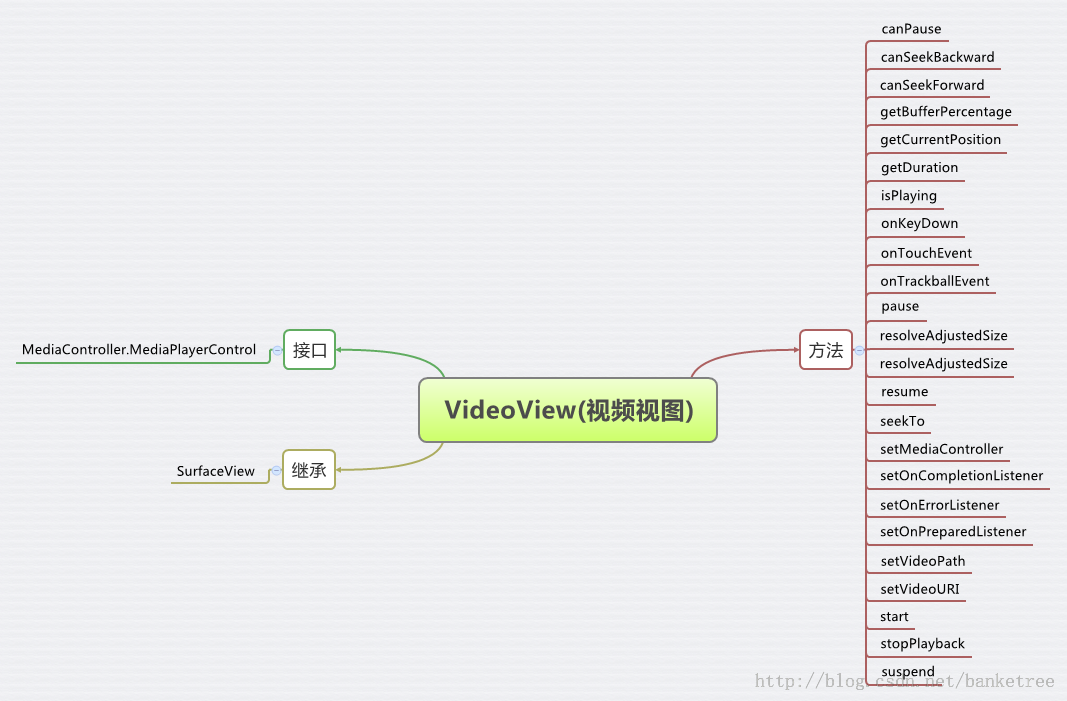 VideoView(视频视图)
接口
MediaController.MediaPlayerControl
继承
SurfaceView
方法
canPause
canSeekBackward
canSeekForward
getBufferPercentage
getCurrentPosition
getDuration
isPlaying
onKeyDown
onTouchEvent
onTrackballEvent
pause
resolveAdjustedSize
resolveAdjustedSize
resume
seekTo
setMediaController
setOnCompletionListener
setOnErrorListener
setOnPreparedListener
setVideoPath
setVideoURI
start
stopPlayback
suspend
http://blog.csdn.net/banketree